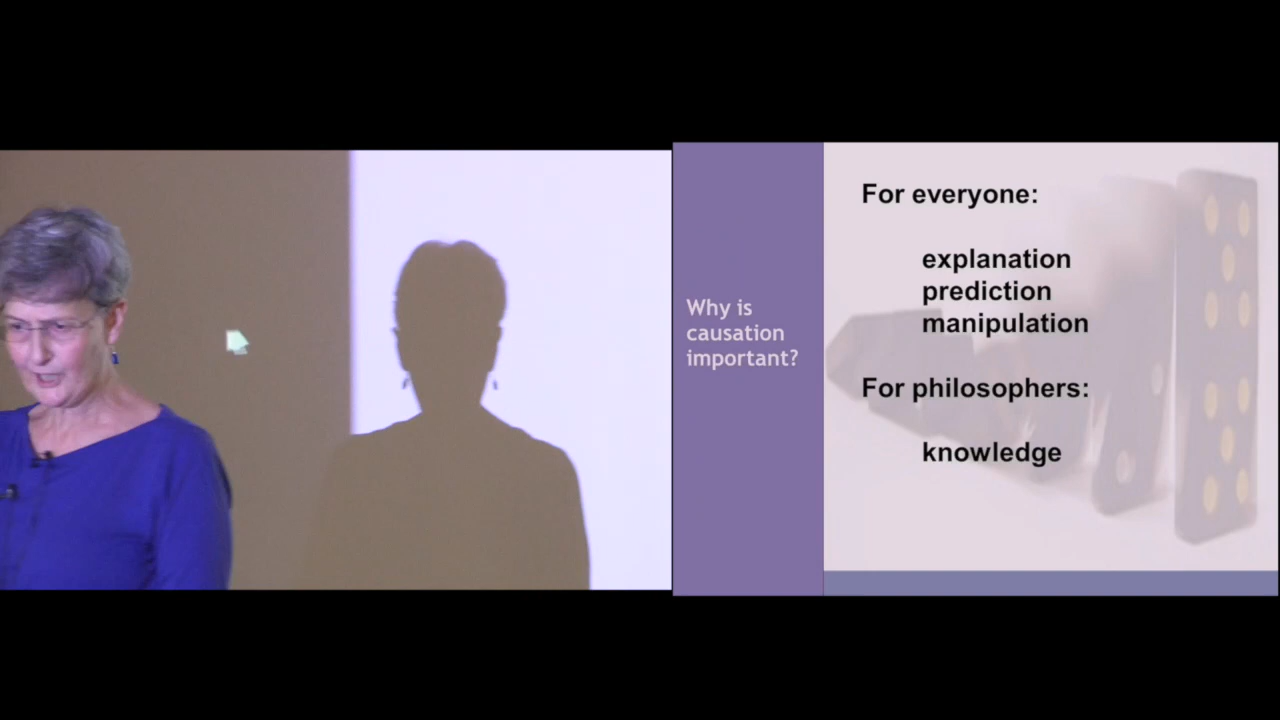 Why is
causation
important?
For everyone:
explanation
prediction
manipulation
For philosophers:
knowledge